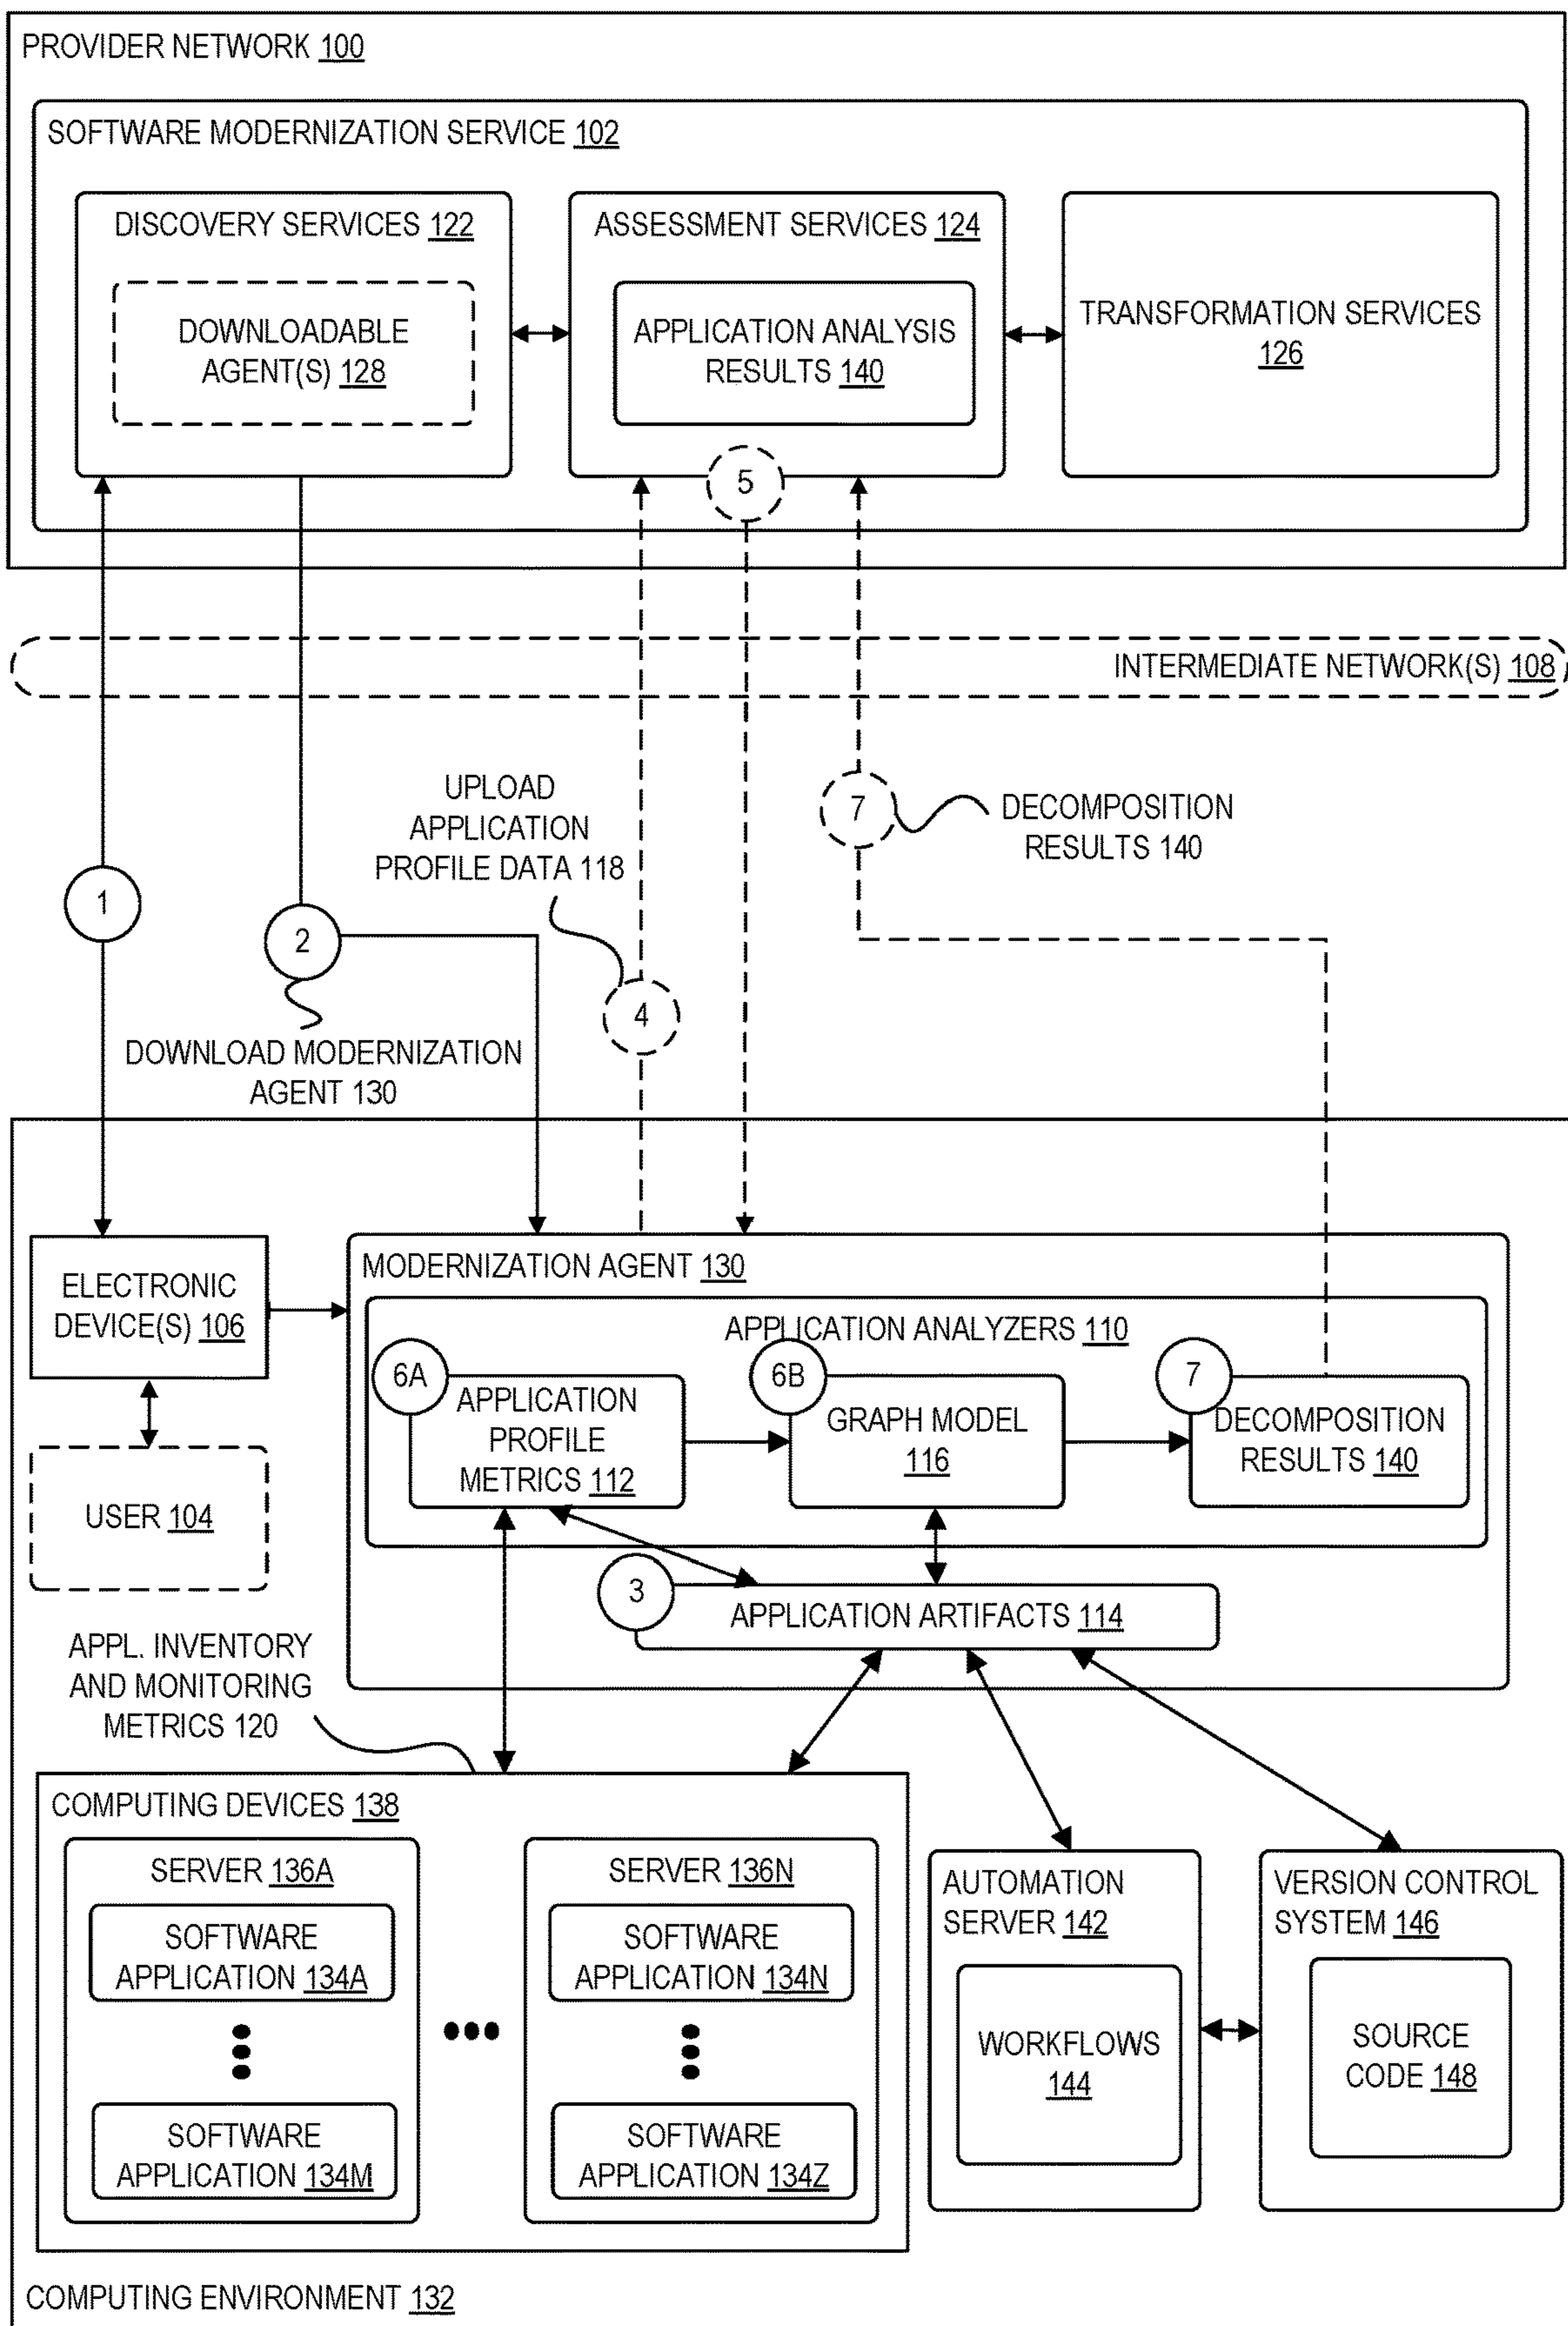 PROVIDER NETWORK 100
SOFTWARE MODERNIZATION SERVICE 102
DISCOVERY SERVICES 122
DOWNLOADABLE
AGENT(S) 128
ASSESSMENT SERVICES 124
APPLICATION ANALYSIS
RESULTS 140
TRANSFORMATION SERVICES
126
5
INTERMEDIATE NETWORK(S) 108
UPLOAD
APPLICATION
PROFILE DATA 118
7
DECOMPOSITION
RESULTS 140
1
2
4
DOWNLOAD MODERNIZATION
AGENT 130
ELECTRONIC
DEVICE(S) 106
USER 104
MODERNIZATION AGENT 130
APPLICATION ANALYZERS 110
6A
APPLICATION
PROFILE
METRICS 112
6B
GRAPH MODEL
116
7
DECOMPOSITION
RESULTS 140
3
APPLICATION ARTIFACTS 114
APPL. INVENTORY
AND MONITORING
METRICS 120
COMPUTING DEVICES 138
SERVER 136A
SOFTWARE
APPLICATION 134A
SOFTWARE
APPLICATION 134M
SERVER 136N
SOFTWARE
APPLICATION 134N
SOFTWARE
APPLICATION 134Z
AUTOMATION
SERVER 142
WORKFLOWS
144
VERSION CONTROL
SYSTEM 146
SOURCE
CODE 148
COMPUTING ENVIRONMENT 132